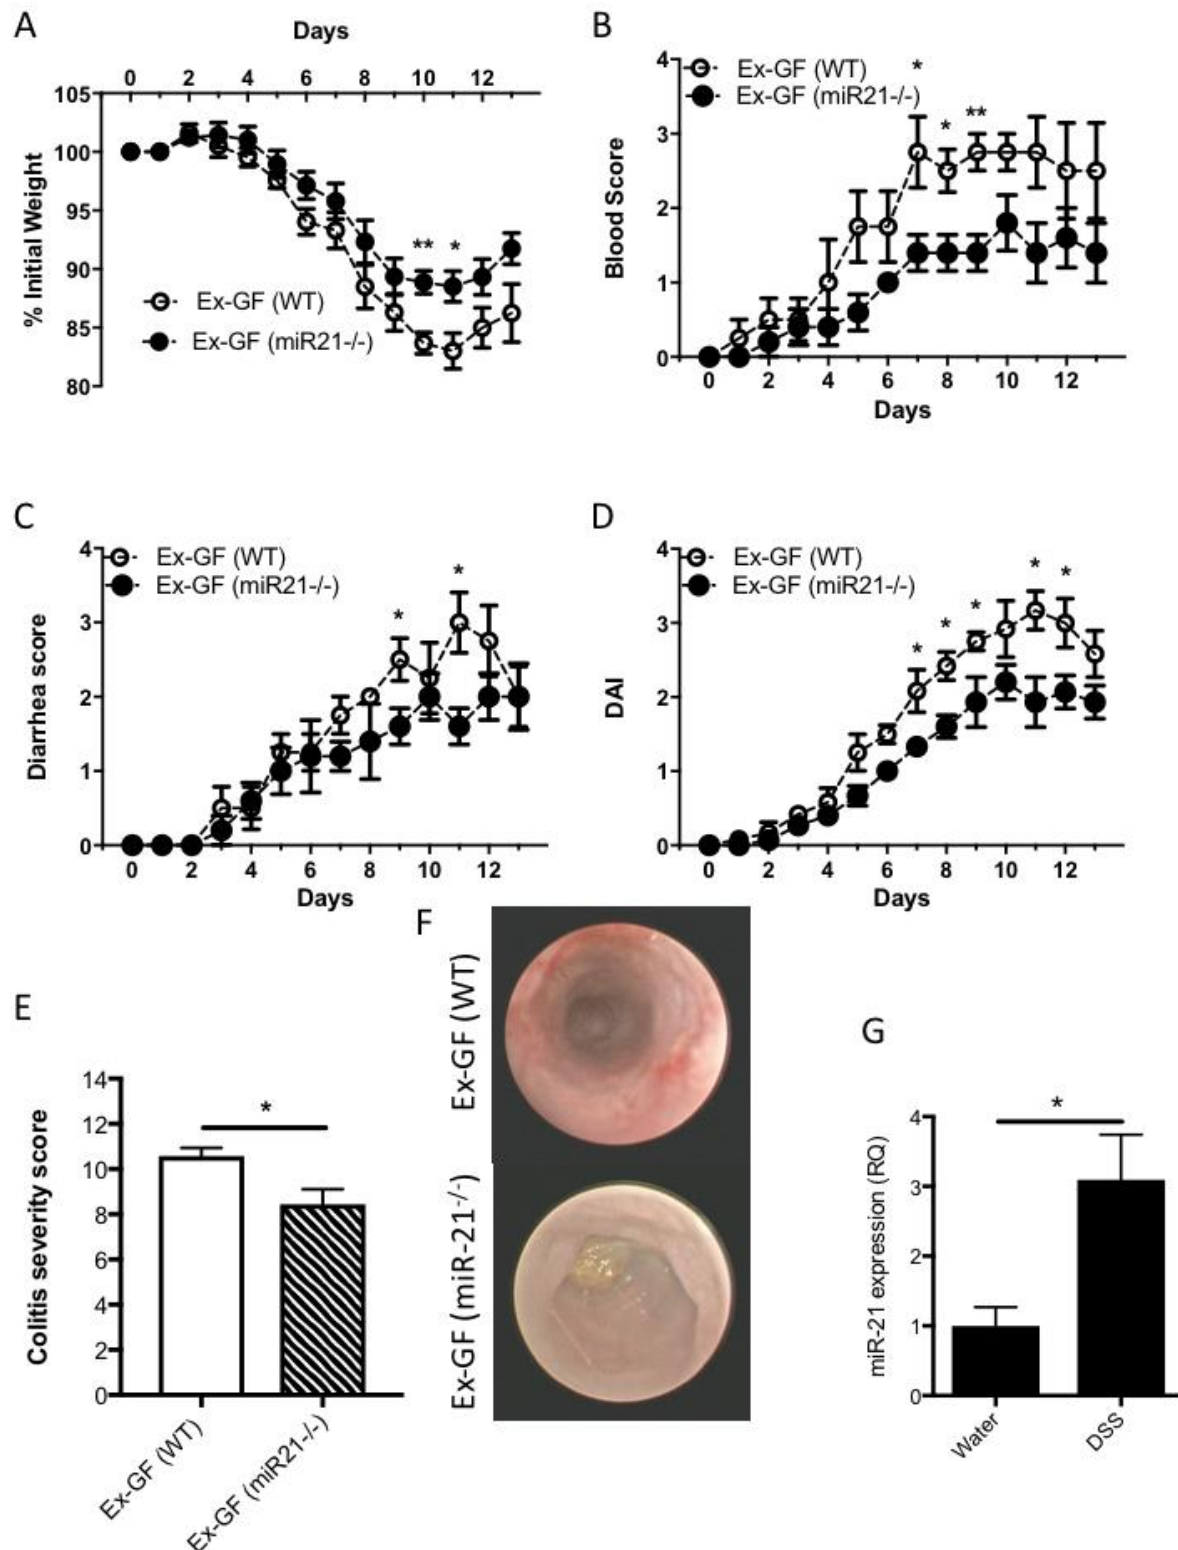 A
Days
0 2 4 6 8 10 12
105
100
95
90
85
80
% Initial Weight
** *
Ex-GF (WT)
Ex-GF (miR21-/-)
B
4
3
2
1
0
Blood Score
Ex-GF (WT)
Ex-GF (miR21-/-)
*
* **
0 2 4 6 8 10 12
Days
C
4
3
2
1
0
Diarrhea score
Ex-GF (WT)
Ex-GF (miR21-/-)
* *
0 2 4 6 8 10 12
Days
D
4
3
2
1
0
DAI
Ex-GF (WT)
Ex-GF (miR21-/-)
* * * * *
0 2 4 6 8 10 12
Days
E
14
12
10
8
6
4
2
0
Colitis severity score
*
Ex-GF (WT)
Ex-GF (miR21-/-)
F
Ex-GF (WT)
Ex-GF (miR-21-/-)
G
4
3
2
1
0
miR-21 expression (RQ)
*
Water
DSS